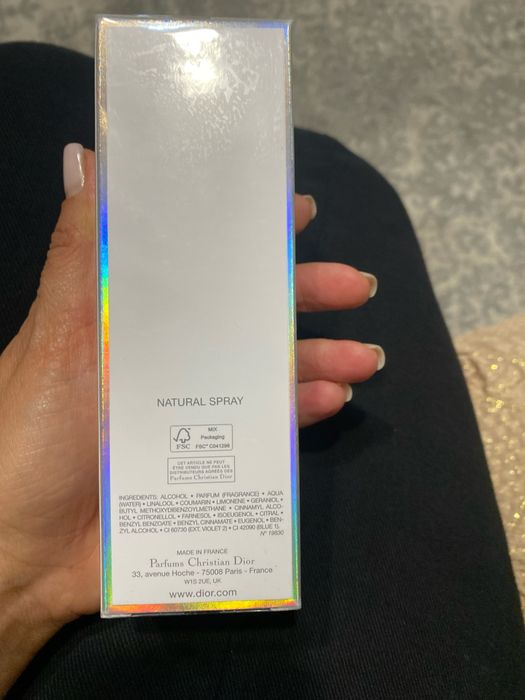 NATURAL SPRAY
FSC
MIX
Packaging
FSC™ C041298
CET ARTICLE NE PEUT
ÊTRE VENDU QUE PAR LES
DISTRIBUTEURS AGRÉÉS DES
Parfums Christian Dior
INGREDIENTS: ALCOHOL • PARFUM (FRAGRANCE) • AQUA
(WATER) • LINALOOL • COUMARIN • LIMONENE • GERANIOL •
BUTYL METHOXYDIBENZOYLMETHANE • CINNAMYL ALCO-
HOL • CITRONELLOL • FARNESOL • ISOEUGENOL • CITRAL •
BENZYL BENZOATE • BENZYL CINNAMATE • EUGENOL • BEN-
ZYL ALCOHOL • CI 60730 (EXT. VIOLET 2) • CI 42090 (BLUE 1).
N° 19830
MADE IN FRANCE
Parfums Christian Dior
33, avenue Hoche - 75008 Paris - France
W1S 2UE, UK
www.dior.com